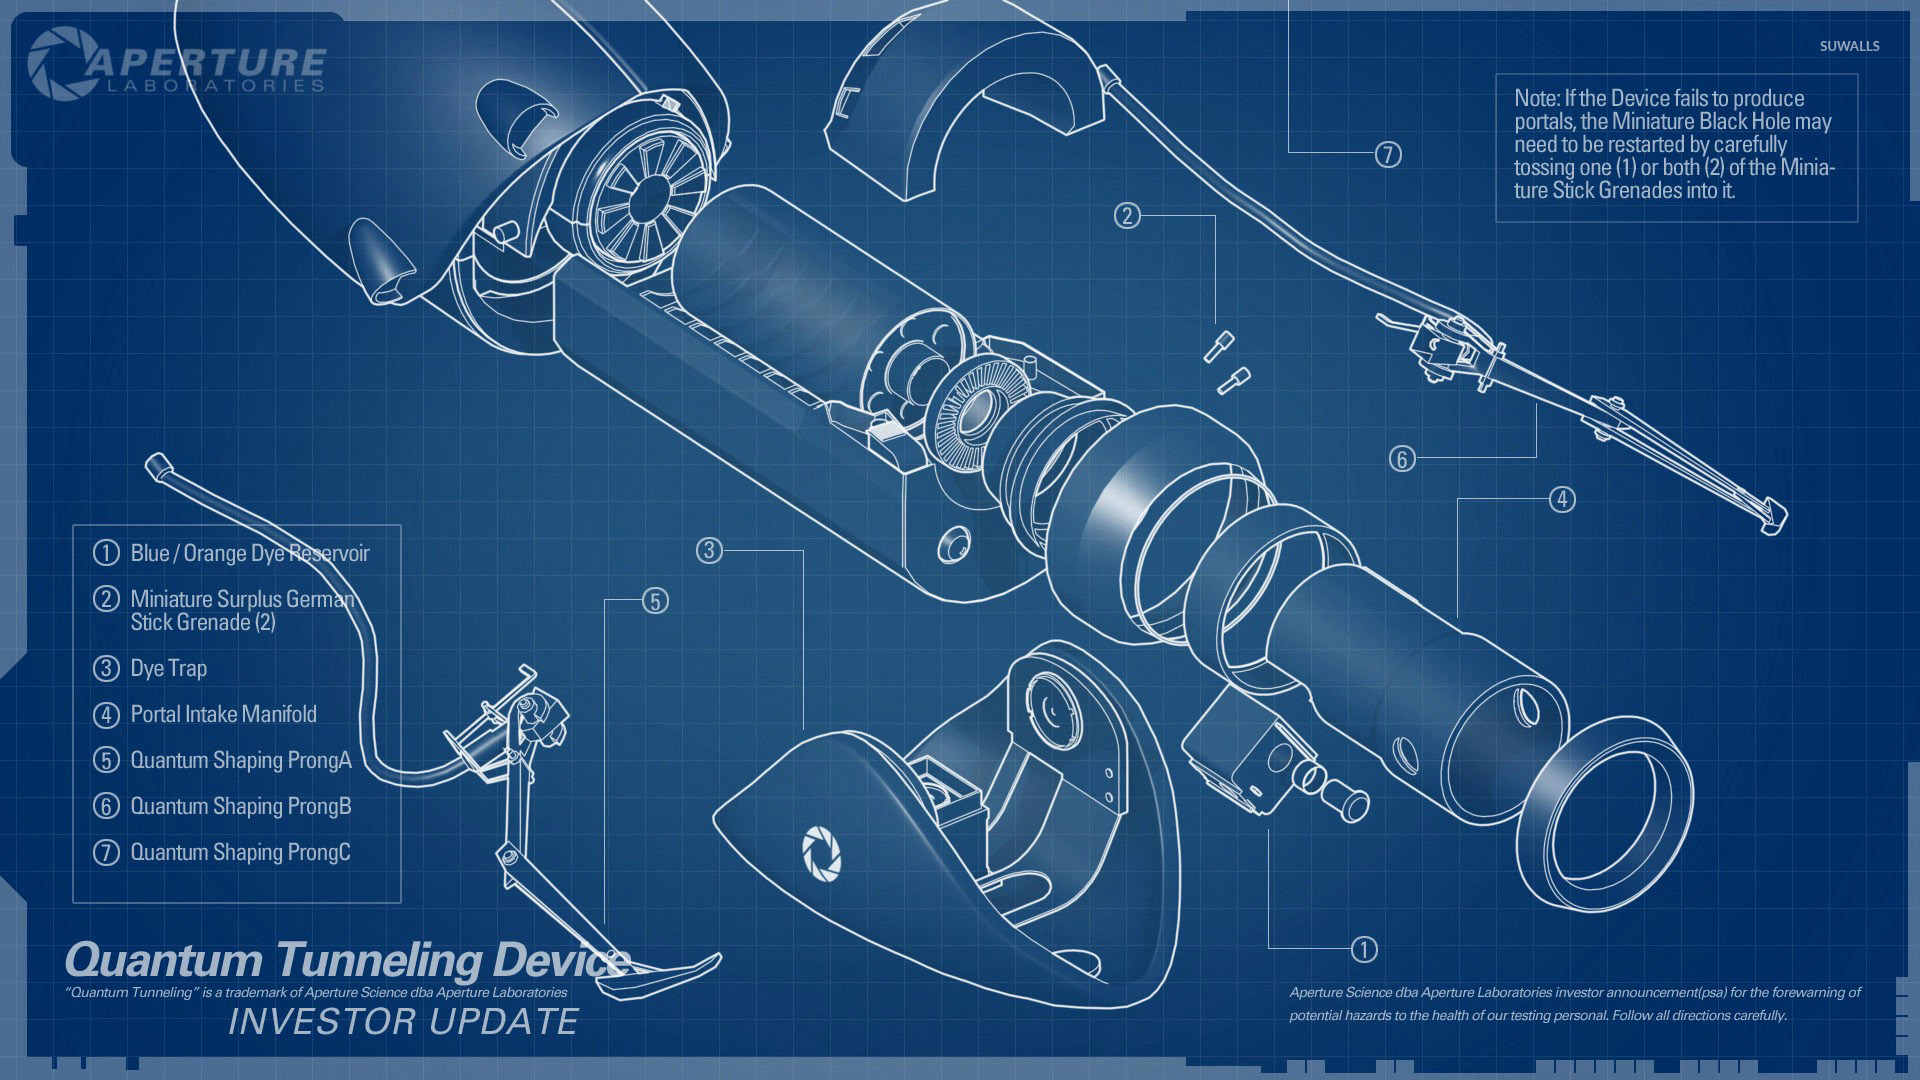 APERTURE
LABORATORIES
SUWALLS
Note: If the Device fails to produce
portals, the Miniature Black Hole may
need to be restarted by carefully
tossing one (1) or both (2) of the Minia-
ture Stick Grenades into it.
7
2
6
4
3
5
1
1 Blue / Orange Dye Reservoir
2 Miniature Surplus German
Stick Grenade (2)
3 Dye Trap
4 Portal Intake Manifold
5 Quantum Shaping ProngA
6 Quantum Shaping ProngB
7 Quantum Shaping ProngC
Quantum Tunneling Device
“Quantum Tunneling” is a trademark of Aperture Science dba Aperture Laboratories
INVESTOR UPDATE
Aperture Science dba Aperture Laboratories investor announcement(psa) for the forewarning of
potential hazards to the health of our testing personal. Follow all directions carefully.